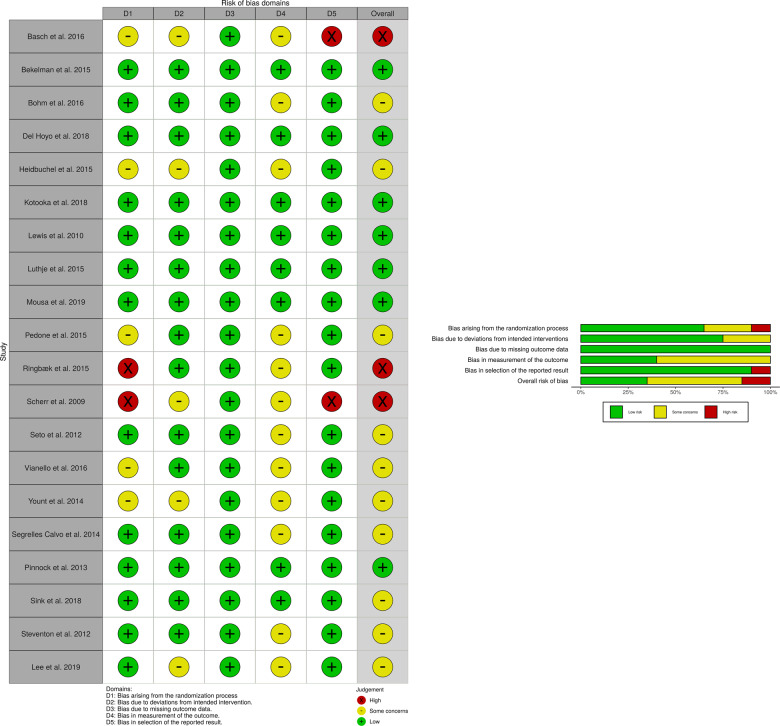 Risk of bias domains
D1 D2 D3 D4 D5 Overall
Study
Basch et al. 2016 - - + - X X
Bekelman et al. 2015 + + + + + +
Bohm et al. 2016 + + + - + -
Del Hoyo et al. 2018 + + + + + +
Heidbuchel et al. 2015 - - + - + -
Kotooka et al. 2018 + + + + + +
Lewis et al. 2010 + + + + + +
Luthje et al. 2015 + + + + + +
Mousa et al. 2019 + + + + + +
Pedone et al. 2015 - + + - + -
Ringbæk et al. 2015 X + + - + X
Scherr et al. 2009 X - + - X X
Seto et al. 2012 + + + - + -
Vianello et al. 2016 - + + - + -
Yount et al. 2014 - - + - + -
Segrelles Calvo et al. 2014 + + + - + -
Pinnock et al. 2013 + + + + + +
Sink et al. 2018 + + + + + -
Steventon et al. 2012 + + + - + -
Lee et al. 2019 + - + - + -
Domains:
D1: Bias arising from the randomization process
D2: Bias due to deviations from intended intervention.
D3: Bias due to missing outcome data.
D4: Bias in measurement of the outcome.
D5: Bias in selection of the reported result.
Judgement
X High
- Some concerns
+ Low
Bias arising from the randomization process
Bias due to deviations from intended interventions
Bias due to missing outcome data
Bias in measurement of the outcome
Bias in selection of the reported result
Overall risk of bias
0% 25% 50% 75% 100%
Low risk Some concerns High risk